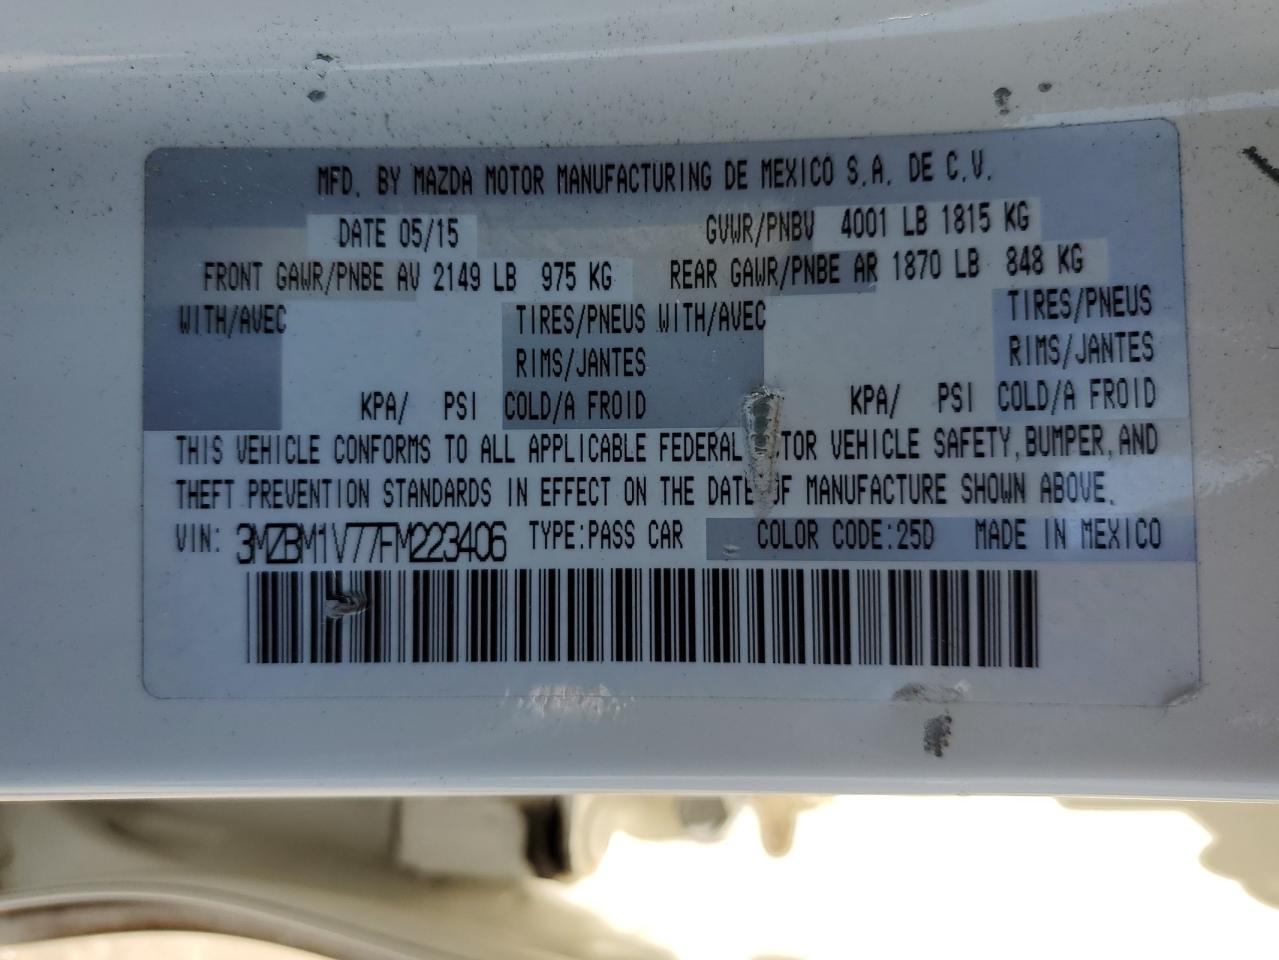 MFD. BY MAZDA MOTOR MANUFACTURING DE MEXICO S.A. DE C.V.
DATE 05/15 GVWR/PNBV 4001 LB 1815 KG
FRONT GAWR/PNBE AV 2149 LB 975 KG REAR GAWR/PNBE AR 1870 LB 848 KG
WITH/AVEC TIRES/PNEUS WITH/AVEC TIRES/PNEUS
RIMS/JANTES RIMS/JANTES
KPA/ PSI COLD/A FROID KPA/ PSI COLD/A FROID
THIS VEHICLE CONFORMS TO ALL APPLICABLE FEDERAL VEHICLE SAFETY, BUMPER, AND
THEFT PREVENTION STANDARDS IN EFFECT ON THE DATE OF MANUFACTURE SHOWN ABOVE.
VIN: 3MZBM1V77FM223406 TYPE:PASS CAR COLOR CODE:25D MADE IN MEXICO